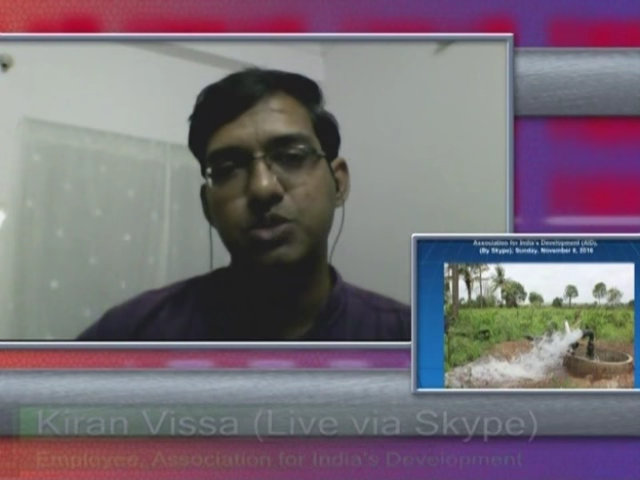 Association for India's Development (AID),
(By Skype); Sunday, November 6, 2016
Kiran Vissa (Live via Skype)
Employee, Association for India's Development